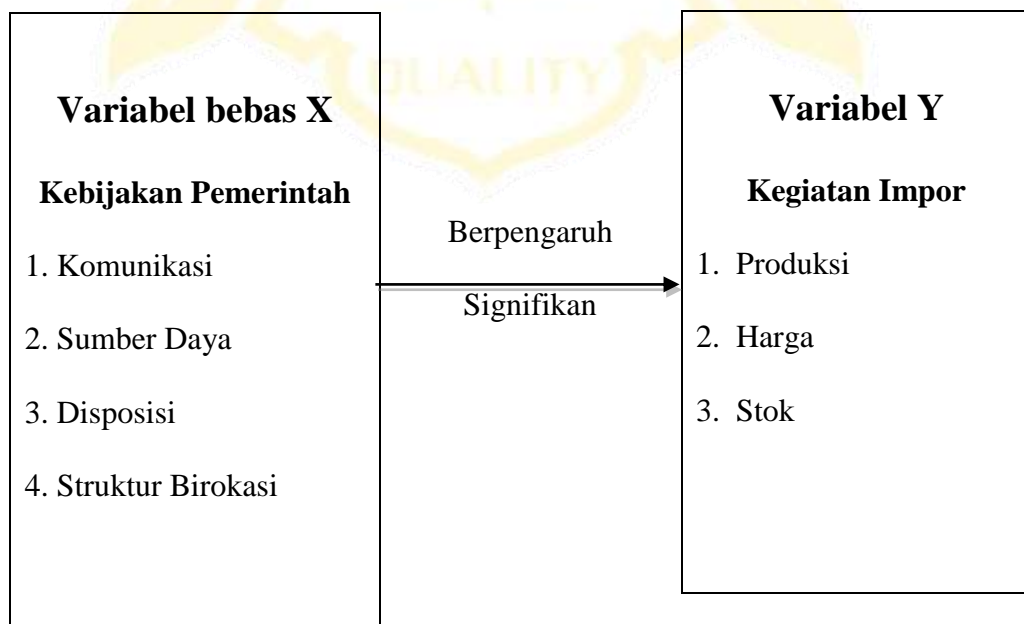 QUALITY
Variabel bebas X
Kebijakan Pemerintah
1. Komunikasi
2. Sumber Daya
3. Disposisi
4. Struktur Birokasi
Berpengaruh
Signifikan
Variabel Y
Kegiatan Impor
1. Produksi
2. Harga
3. Stok